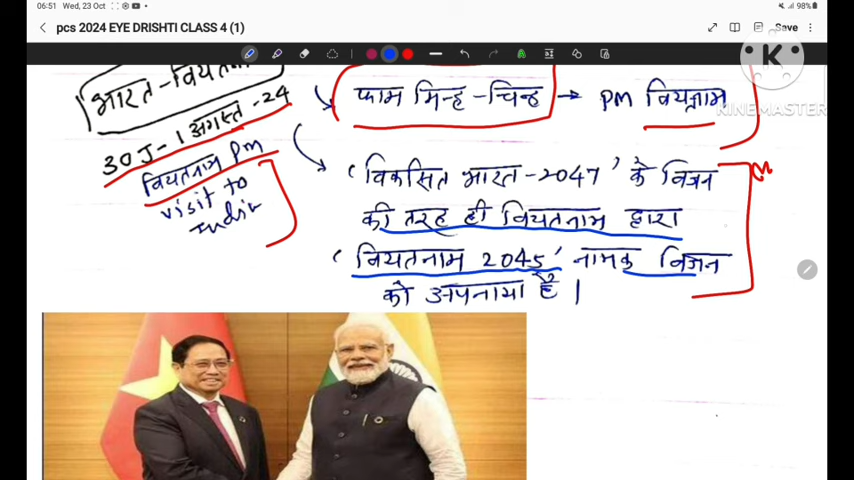 06:51 Wed, 23 Oct
98%
pcs 2024 EYE DRISHTI CLASS 4 (1)
Save
K
KINEMASTER
भारत-वियतनाम
30J-1 अगस्त-24
वियतनाम PM
visit to
India
फाम मिन्ह-चिन्ह → PM वियतनाम
'विकसित भारत-2047' के विजन
की तरह ही वियतनाम द्वारा
'वियतनाम 2045' नामक विजन
को अपनाया है।